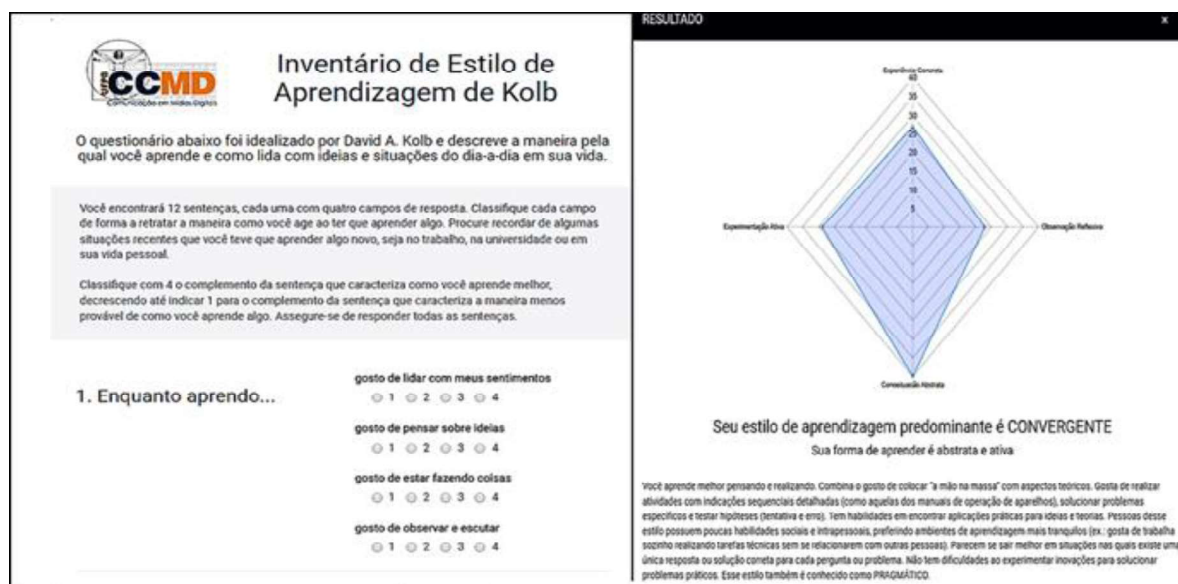 UFPB
CCMD
Comunicação em Mídias Digitais
Inventário de Estilo de
Aprendizagem de Kolb
O questionário abaixo foi idealizado por David A. Kolb e descreve a maneira pela
qual você aprende e como lida com ideias e situações do dia-a-dia em sua vida.
Você encontrará 12 sentenças, cada uma com quatro campos de resposta. Classifique cada campo
de forma a retratar a maneira como você age ao ter que aprender algo. Procure recordar de algumas
situações recentes que você teve que aprender algo novo, seja no trabalho, na universidade ou em
sua vida pessoal.
Classifique com 4 o complemento da sentença que caracteriza como você aprende melhor,
decrescendo até indicar 1 para o complemento da sentença que caracteriza a maneira menos
provável de como você aprende algo. Assegure-se de responder todas as sentenças.
1. Enquanto aprendo...
gosto de lidar com meus sentimentos
1 2 3 4
gosto de pensar sobre ideias
1 2 3 4
gosto de estar fazendo coisas
1 2 3 4
gosto de observar e escutar
1 2 3 4
RESULTADO x
Experiência Concreta
40
35
30
25
20
15
10
5
Experimentação Ativa
Observação Reflexiva
Conceituação Abstrata
Seu estilo de aprendizagem predominante é CONVERGENTE
Sua forma de aprender é abstrata e ativa
Você aprende melhor pensando e realizando. Combina o gosto de colocar "a mão na massa" com aspectos teóricos. Gosta de realizar
atividades com indicações sequenciais detalhadas (como aquelas dos manuais de operação de aparelhos), solucionar problemas
específicos e testar hipóteses (tentativa e erro). Tem habilidades em encontrar aplicações práticas para ideias e teorias. Pessoas desse
estilo possuem poucas habilidades sociais e intrapessoais, preferindo ambientes de aprendizagem mais tranquilos (ex.: gosta de trabalha
sozinho realizando tarefas técnicas sem se relacionarem com outras pessoas). Parecem se sair melhor em situações nas quais existe uma
única resposta ou solução correta para cada pergunta ou problema. Não tem dificuldades ao experimentar inovações para solucionar
problemas práticos. Esse estilo também é conhecido como PRAGMÁTICO.